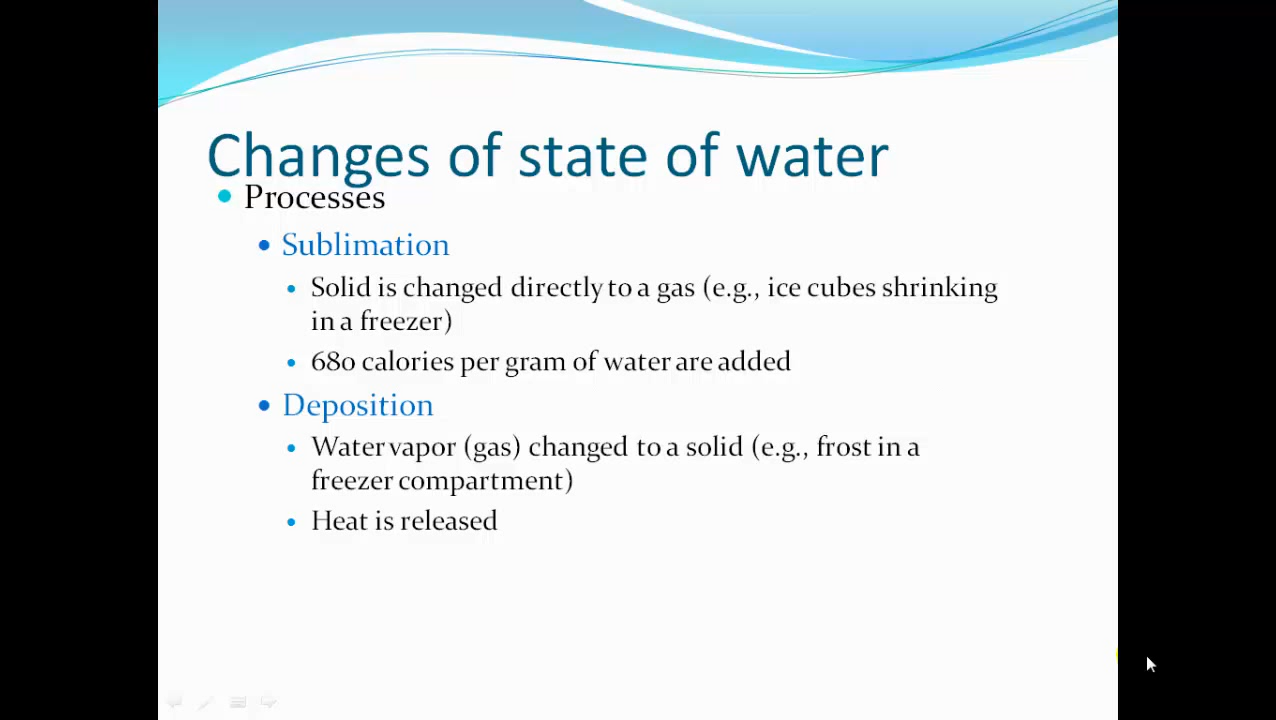 Changes of state of water
Processes
Sublimation
Solid is changed directly to a gas (e.g., ice cubes shrinking
in a freezer)
680 calories per gram of water are added
Deposition
Water vapor (gas) changed to a solid (e.g., frost in a
freezer compartment)
Heat is released